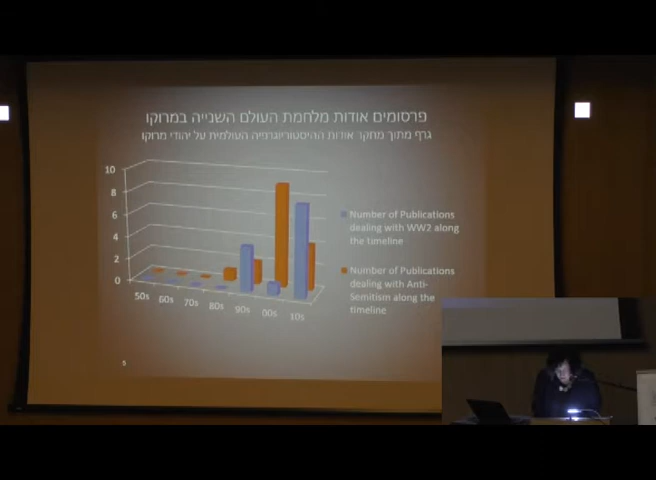 פרסומים אודות מלחמת העולם השנייה במרוקו
גרף מתוך מחקר אודות ההיסטוריוגרפיה העולמית על יהודי מרוקו
10
8
6
4
2
0
50s 60s 70s 80s 90s 00s 10s
Number of Publications
dealing with WW2 along
the timeline
Number of Publications
dealing with Anti-
Semitism along the
timeline